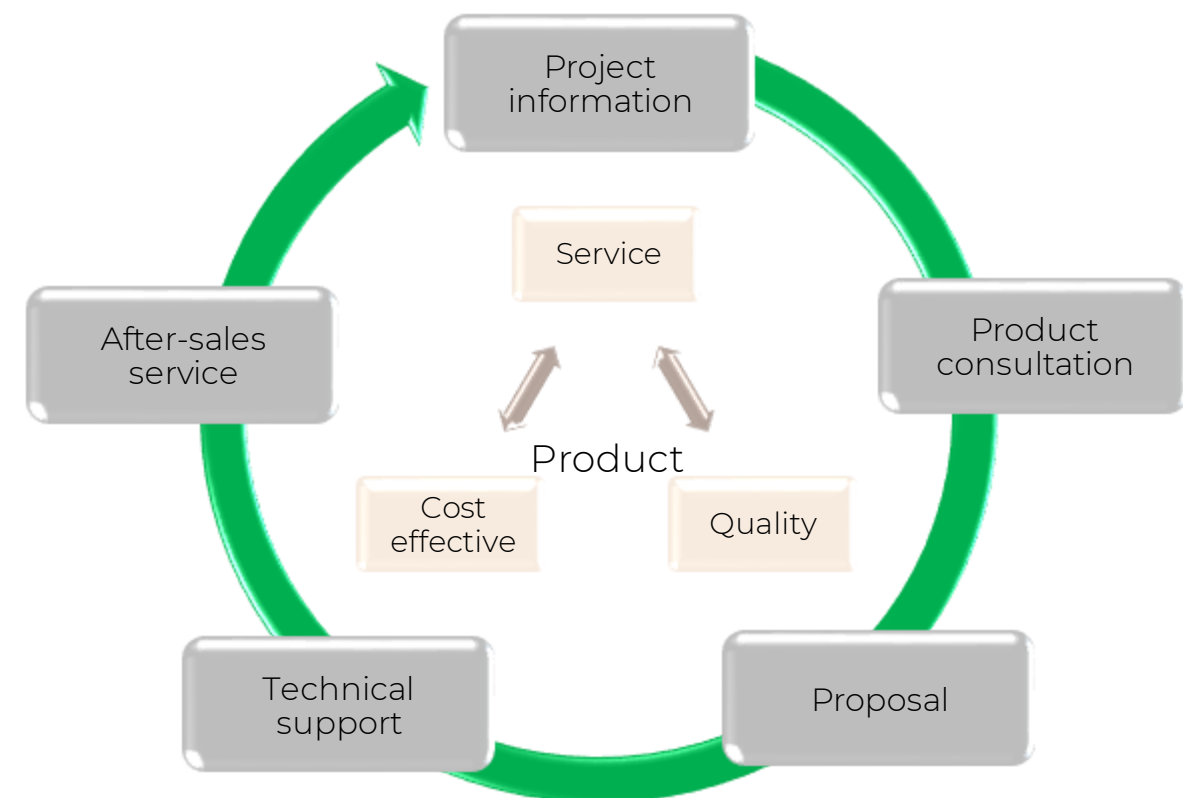 Project
information
Service
After-sales
service
Product
consultation
Product
Cost
effective
Quality
Technical
support
Proposal